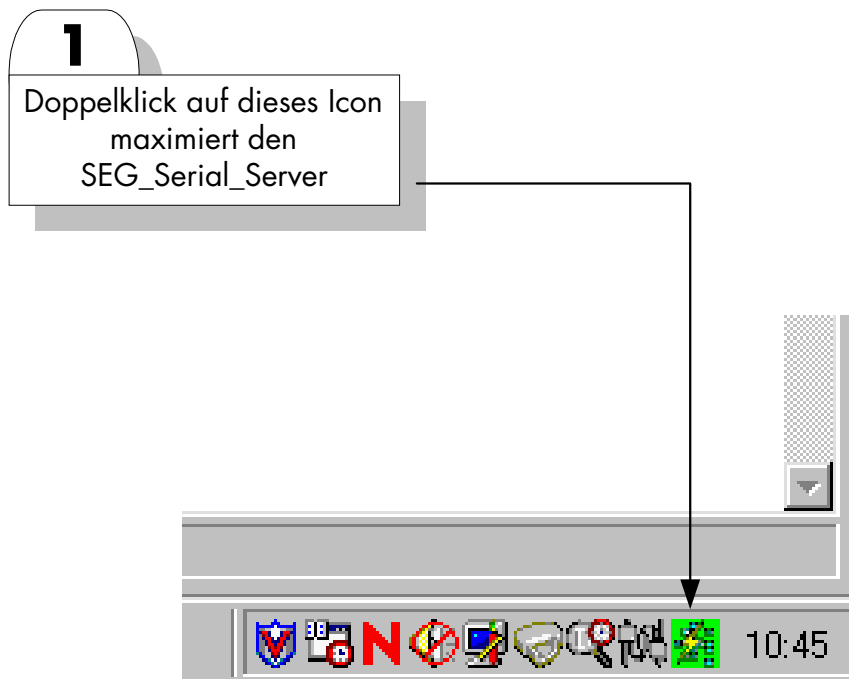 1
Doppelklick auf dieses Icon
maximiert den
SEG_Serial_Server
10:45